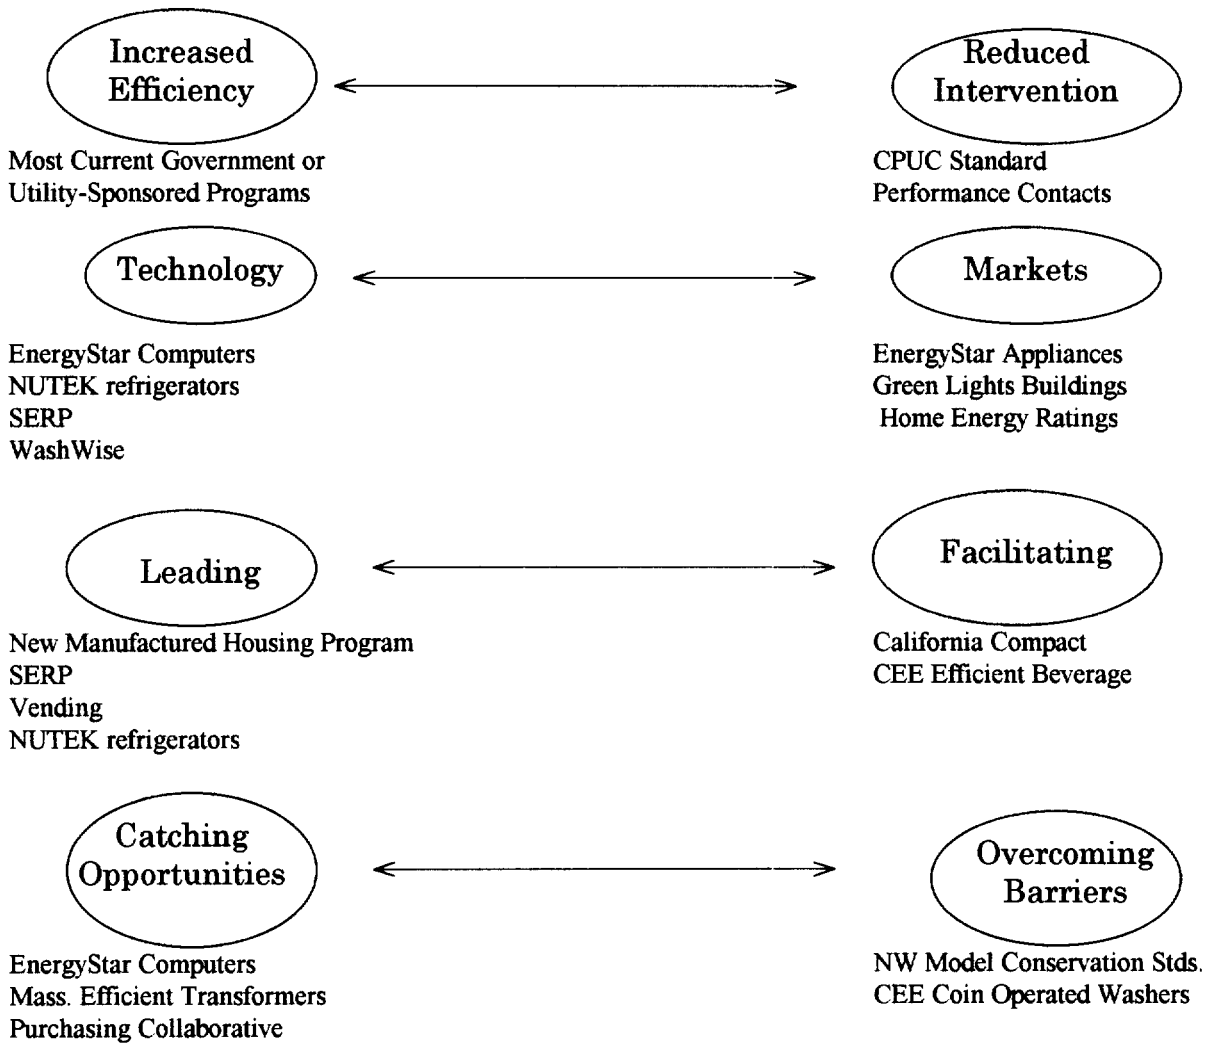 Increased
Efficiency
Reduced
Intervention
Most Current Government or
Utility-Sponsored Programs
CPUC Standard
Performance Contacts
Technology
Markets
EnergyStar Computers
NUTEK refrigerators
SERP
WashWise
EnergyStar Appliances
Green Lights Buildings
Home Energy Ratings
Leading
Facilitating
New Manufactured Housing Program
SERP
Vending
NUTEK refrigerators
California Compact
CEE Efficient Beverage
Catching
Opportunities
Overcoming
Barriers
EnergyStar Computers
Mass. Efficient Transformers
Purchasing Collaborative
NW Model Conservation Stds.
CEE Coin Operated Washers